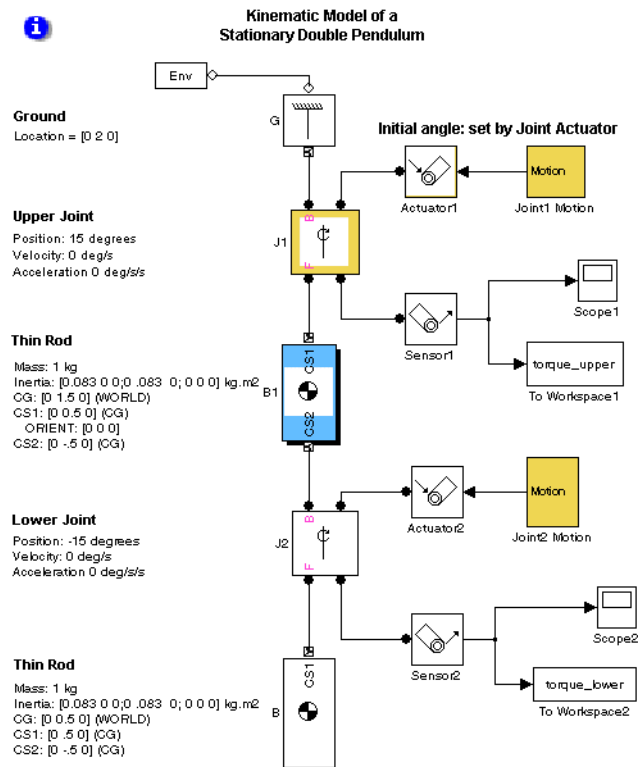 i
Kinematic Model of a
Stationary Double Pendulum
Env
Ground
Location = [0 2 0]
G
Initial angle: set by Joint Actuator
Motion
Actuator1
Joint1 Motion
Upper Joint
Position: 15 degrees
Velocity: 0 deg/s
Acceleration 0 deg/s/s
J1
B
F
Sensor1
Scope1
Thin Rod
Mass: 1 kg
Inertia: [0.083 0 0;0 .083 0; 0 0 0] kg.m2
CG: [0 1.5 0] (WORLD)
CS1: [0 0.5 0] (CG)
ORIENT: [0 0 0]
CS2: [0 -.5 0] (CG)
B1
CS1
CS2
torque_upper
To Workspace1
Motion
Actuator2
Joint2 Motion
Lower Joint
Position: -15 degrees
Velocity: 0 deg/s
Acceleration 0 deg/s/s
J2
B
F
Sensor2
Scope2
Thin Rod
Mass: 1 kg
Inertia: [0.083 0 0;0 .083 0; 0 0 0] kg.m2
CG: [0 0.5 0] (WORLD)
CS1: [0 .5 0] (CG)
CS2: [0 -.5 0] (CG)
B
CS1
torque_lower
To Workspace2